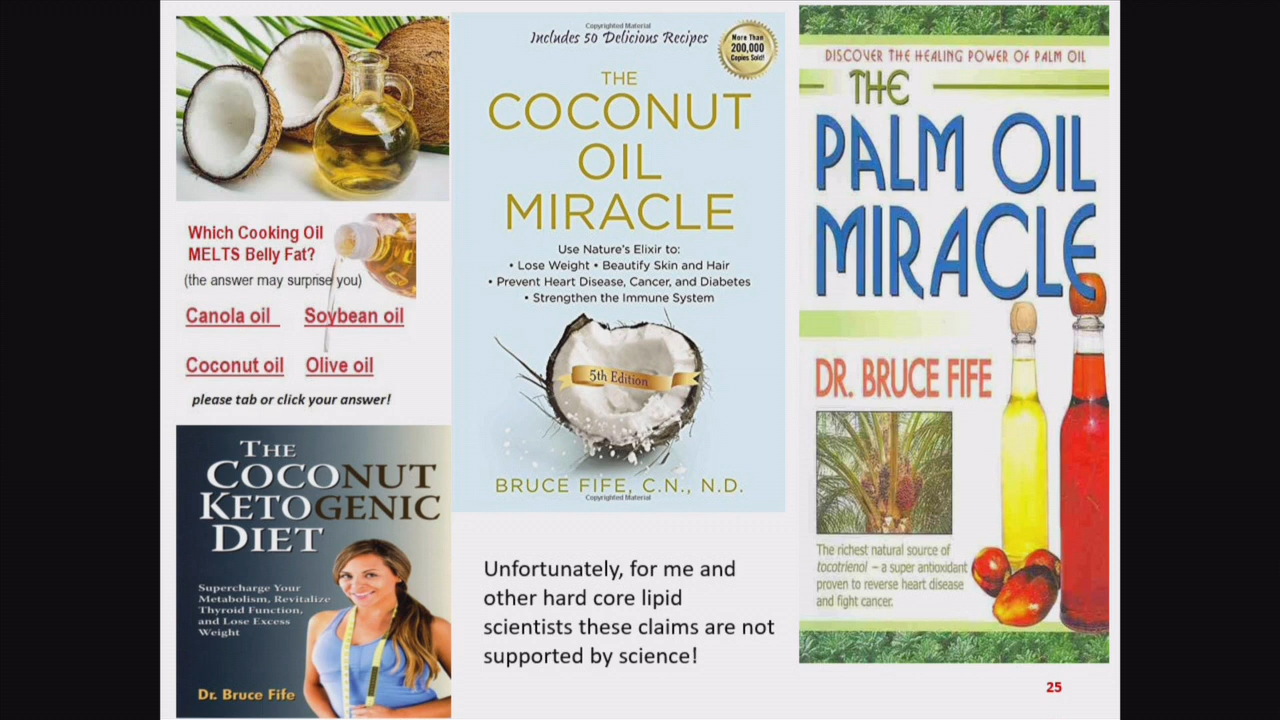 Which Cooking Oil
MELTS Belly Fat?
(the answer may surprise you)
Canola oil Soybean oil
Coconut oil Olive oil
please tab or click your answer!
THE
COCONUT
KETOGENIC
DIET
Supercharge Your
Metabolism, Revitalize
Thyroid Function,
and Lose Excess
Weight
Dr. Bruce Fife
Copyrighted Material
Includes 50 Delicious Recipes
More Than
200,000
Copies Sold!
THE
COCONUT
OIL
MIRACLE
Use Nature's Elixir to:
• Lose Weight • Beautify Skin and Hair
• Prevent Heart Disease, Cancer, and Diabetes
• Strengthen the Immune System
5th Edition
BRUCE FIFE, C.N., N.D.
Copyrighted Material
Unfortunately, for me and
other hard core lipid
scientists these claims are not
supported by science!
DISCOVER THE HEALING POWER OF PALM OIL
THE
PALM OIL
MIRACLE
DR. BRUCE FIFE
The richest natural source of
tocotrienol – a super antioxidant
proven to reverse heart disease
and fight cancer.
25